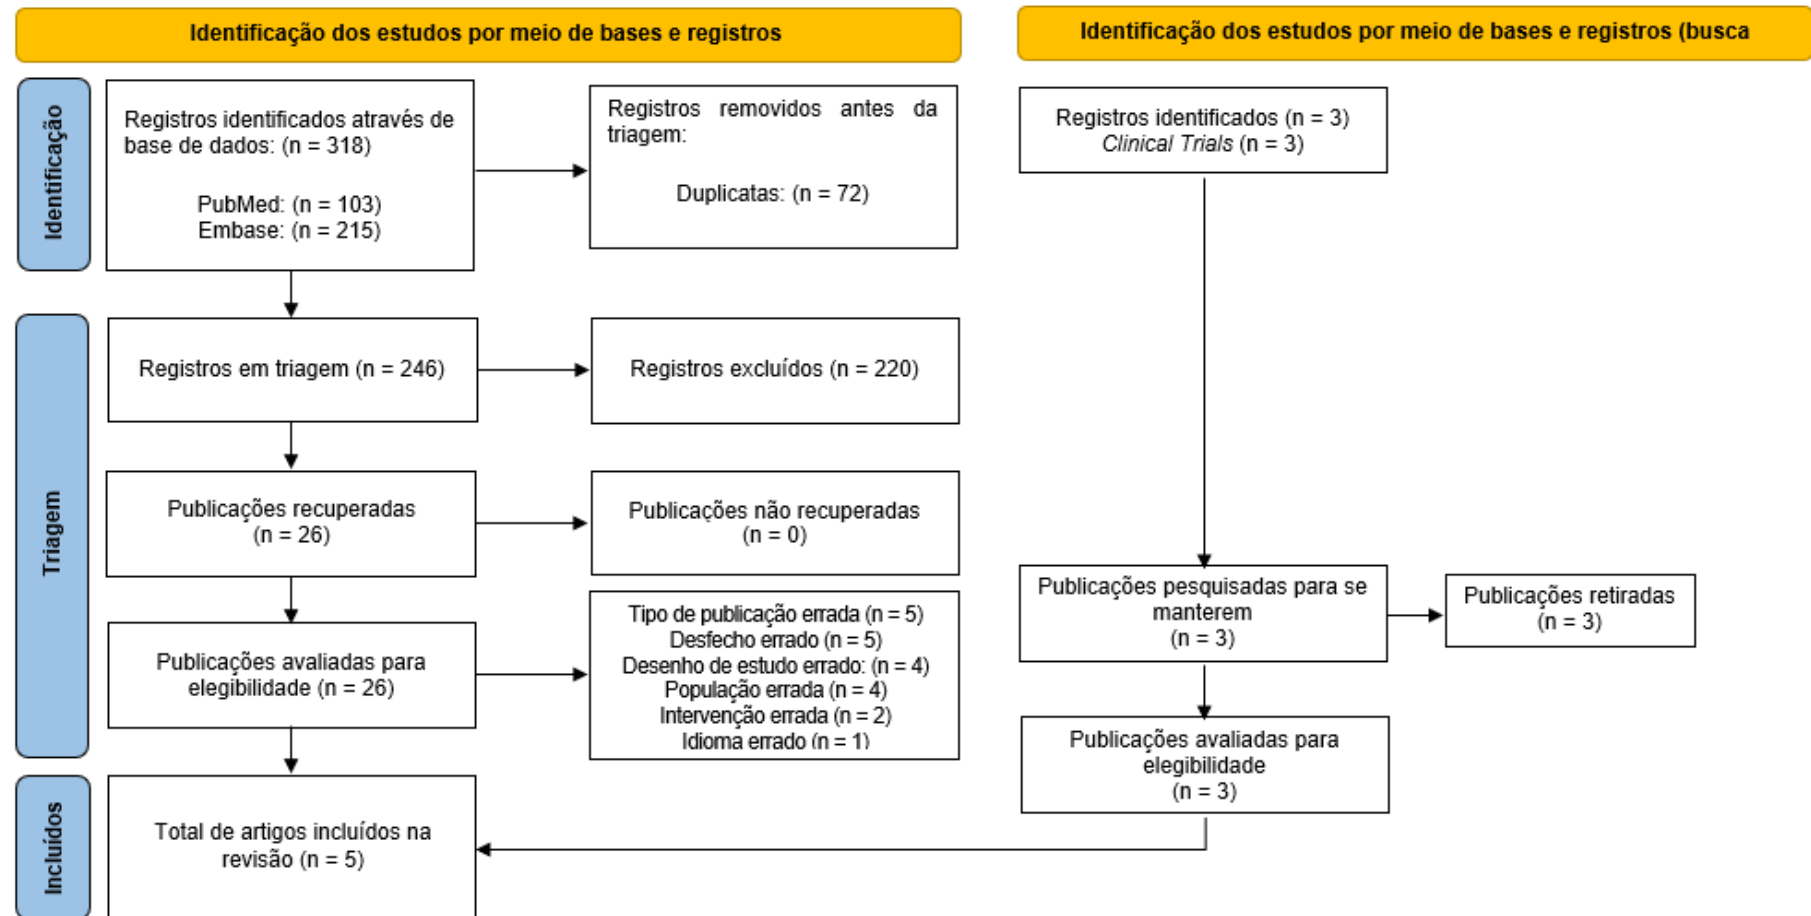 Identificação dos estudos por meio de bases e registros
Identificação
Registros identificados através de
base de dados: (n = 318)
PubMed: (n = 103)
Embase: (n = 215)
Registros removidos antes da
triagem:
Duplicatas: (n = 72)
Triagem
Registros em triagem (n = 246)
Registros excluídos (n = 220)
Publicações recuperadas
(n = 26)
Publicações não recuperadas
(n = 0)
Publicações avaliadas para
elegibilidade (n = 26)
Tipo de publicação errada (n = 5)
Desfecho errado (n = 5)
Desenho de estudo errado: (n = 4)
População errada (n = 4)
Intervenção errada (n = 2)
Idioma errado (n = 1)
Incluídos
Total de artigos incluídos na
revisão (n = 5)
Identificação dos estudos por meio de bases e registros (busca
Registros identificados (n = 3)
Clinical Trials (n = 3)
Publicações pesquisadas para se
manterem
(n = 3)
Publicações retiradas
(n = 3)
Publicações avaliadas para
elegibilidade
(n = 3)